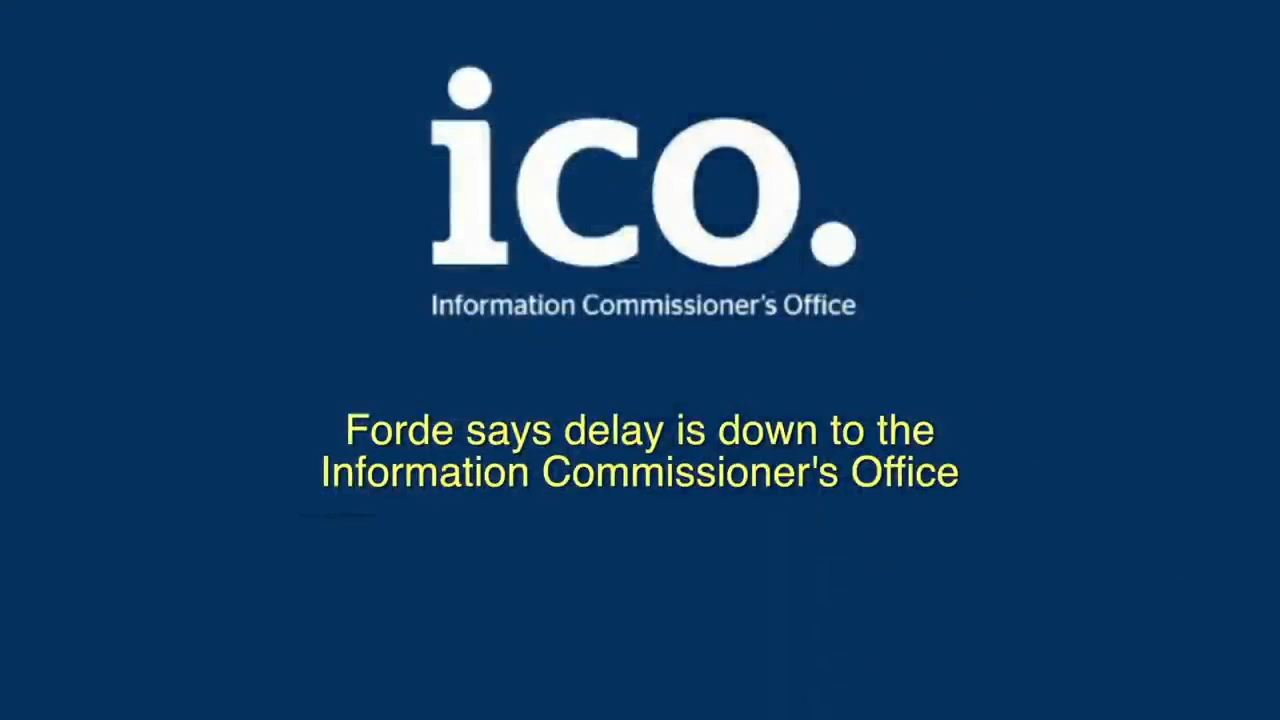 ico.
Information Commissioner's Office
Forde says delay is down to the
Information Commissioner's Office